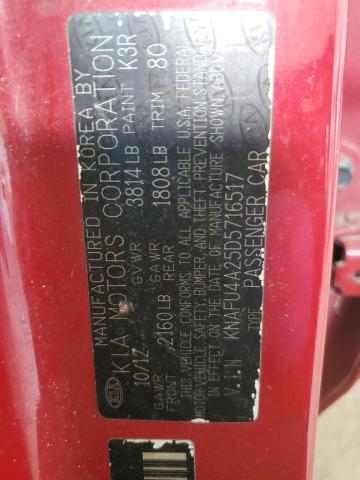 MANUFACTURED IN KOREA BY
KIA KIA MOTORS CORPORATION
10/12 GVWR 3814LB PAINT K3R
GAWR FRONT 2160LB GAWR REAR 1808LB TRIM 80
THIS VEHICLE CONFORMS TO ALL APPLICABLE U.S.A. FEDERAL
MOTOR VEHICLE SAFETY, BUMPER, AND THEFT PREVENTION STANDARDS
IN EFFECT ON THE DATE OF MANUFACTURE SHOWN ABOVE
V.I.N KNAFU4A25D5716517
TYPE PASSENGER CAR